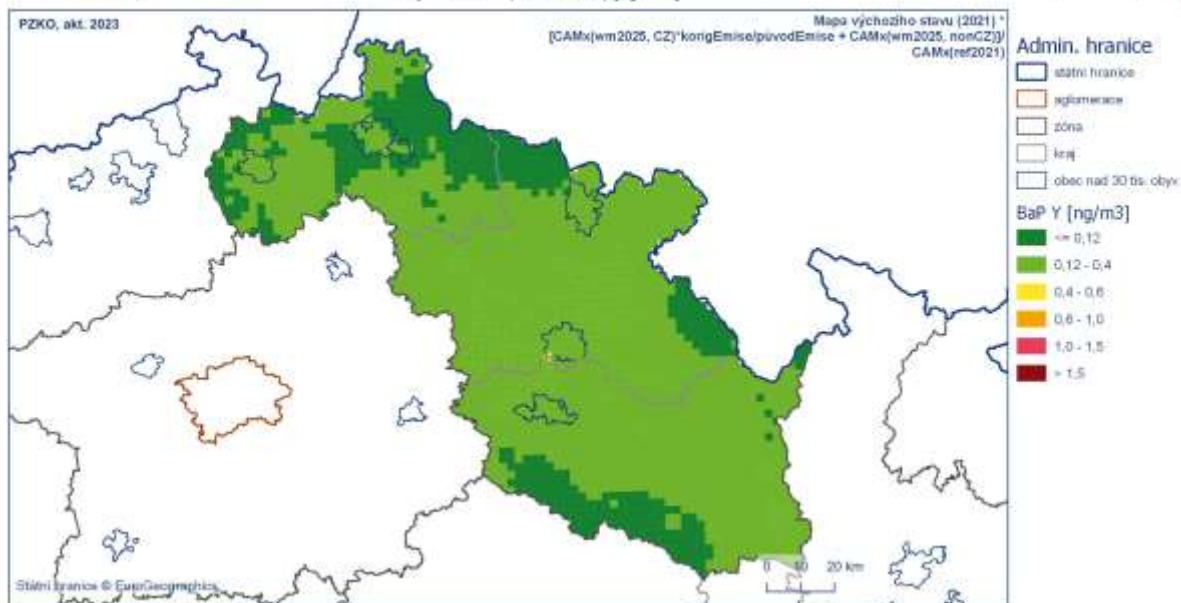 PZKO, akt. 2023
Mapa výchozího stavu (2021) *
[CAMx(wm2025, CZ)*korigEmise/původEmise + CAMx(wm2025, nonCZ)]/
CAMx(ref2021)
Admin. hranice
státní hranice
aglomerace
zóna
kraj
obec nad 30 tis. obyv
BaP Y [ng/m3]
<= 0,12
0,12 - 0,4
0,4 - 0,6
0,6 - 1,0
1,0 - 1,5
> 1,5
Státní hranice © EuroGeographics
0 10 20 km